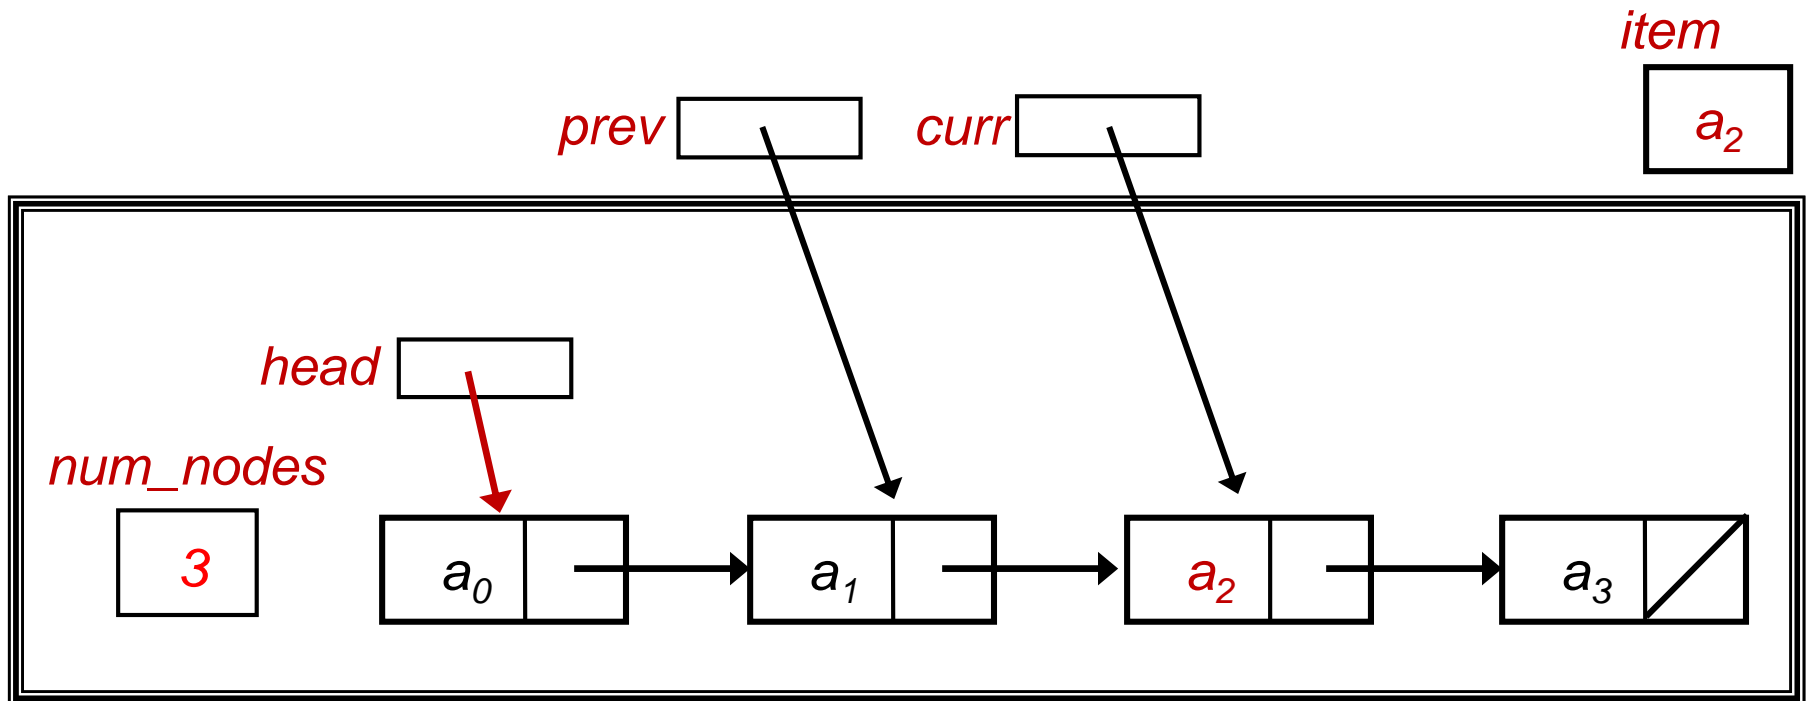 item
prev curr a2
head
num_nodes
3 a0 a1 a2 a3